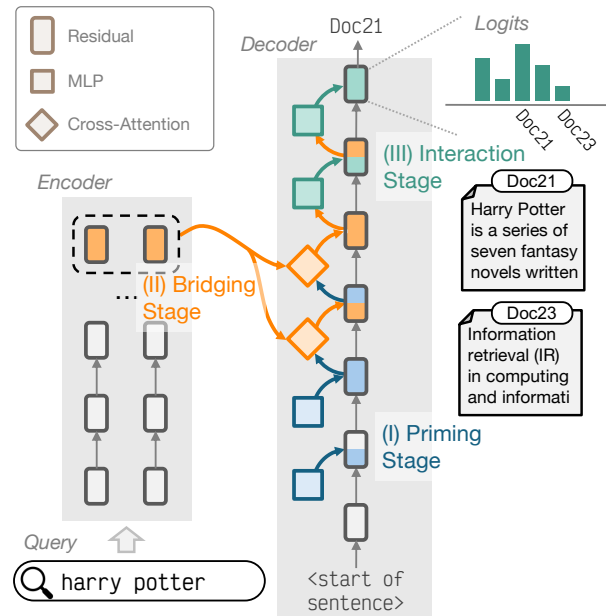 Residual
MLP
Cross-Attention
Encoder
...
(II) Bridging
Stage
Query
harry potter
Decoder
Doc21
(III) Interaction
Stage
(I) Priming
Stage
<start of
sentence>
Logits
Doc21
Doc23
Doc21
Harry Potter
is a series of
seven fantasy
novels written
Doc23
Information
retrieval (IR)
in computing
and informati